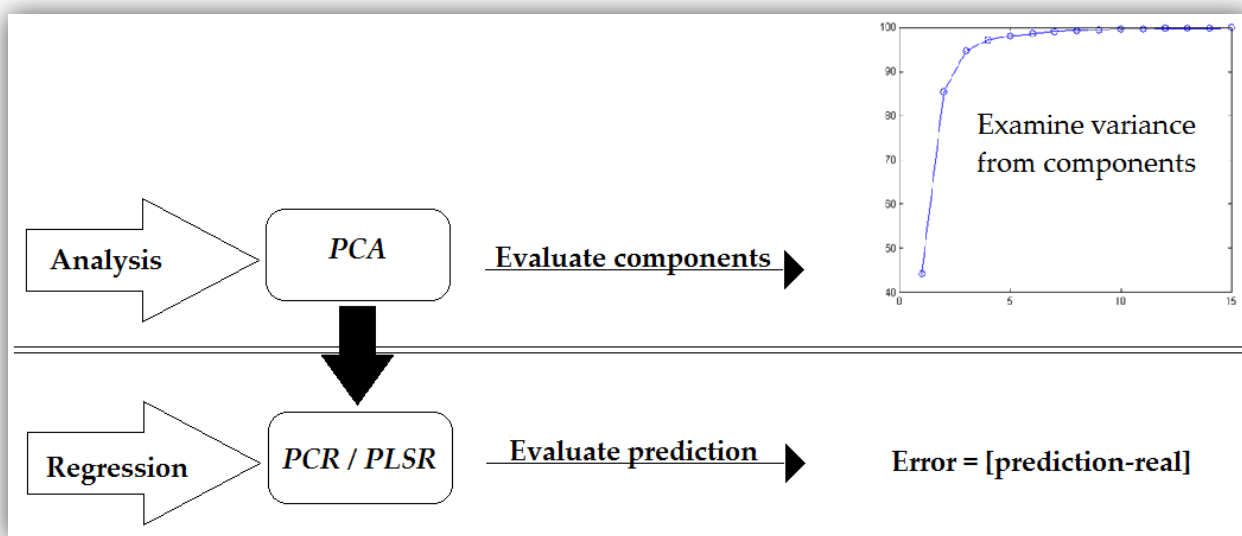 100
90
80
70
60
50
40
0
5
10
15
Examine variance
from components
Analysis
PCA
Evaluate components
Regression
PCR / PLSR
Evaluate prediction
Error = [prediction-real]